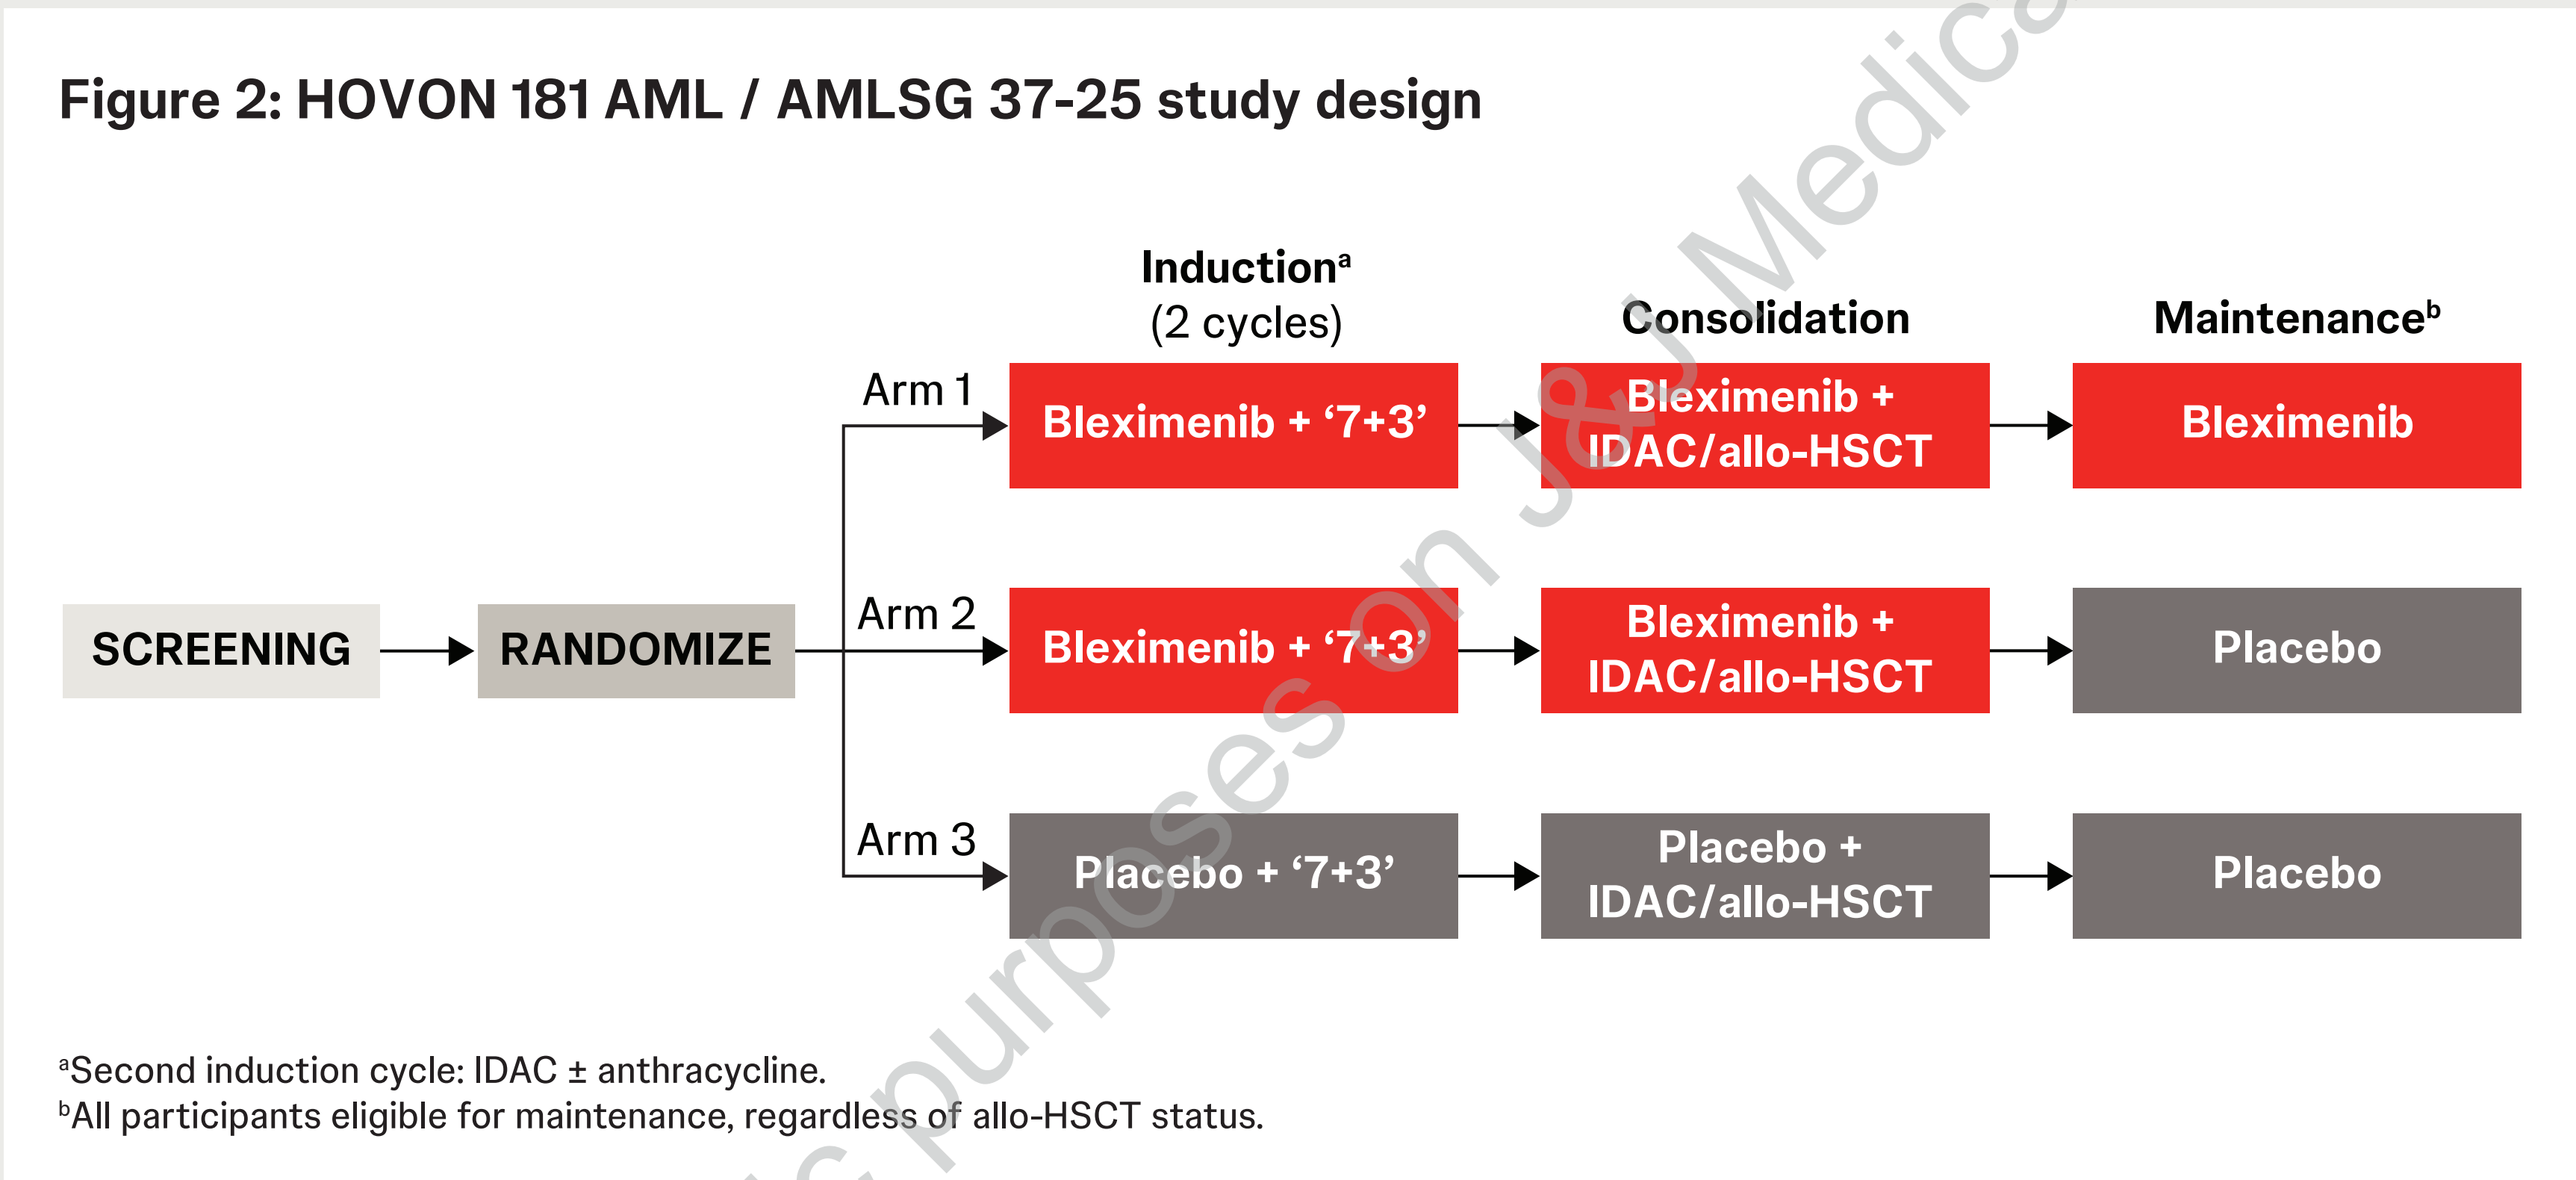 Figure 2: HOVON 181 AML / AMLSG 37-25 study design
Inductionᵃ
(2 cycles)
Consolidation
Maintenanceᵇ
Arm 1
Bleximenib + ‘7+3’
Bleximenib +
IDAC/allo-HSCT
Bleximenib
SCREENING
RANDOMIZE
Arm 2
Bleximenib + ‘7+3’
Bleximenib +
IDAC/allo-HSCT
Placebo
Arm 3
Placebo + ‘7+3’
Placebo +
IDAC/allo-HSCT
Placebo
ᵃSecond induction cycle: IDAC ± anthracycline.
ᵇAll participants eligible for maintenance, regardless of allo-HSCT status.
purposes on J&J